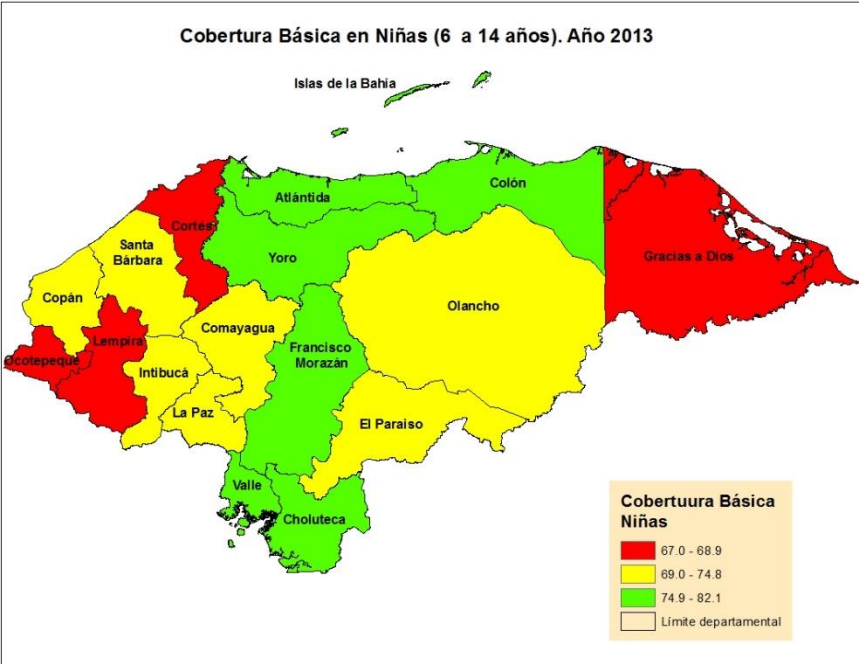 Cobertura Básica en Niñas (6 a 14 años). Año 2013
Islas de la Bahia
Atlántida
Colón
Cortés
Santa
Bárbara
Yoro
Gracias a Dios
Copán
Olancho
Comayagua
Lempira
Francisco
Morazán
Ocotepeque
Intibucá
La Paz
El Paraiso
Valle
Choluteca
Cobertuura Básica
Niñas
67.0 - 68.9
69.0 - 74.8
74.9 - 82.1
Límite departamental